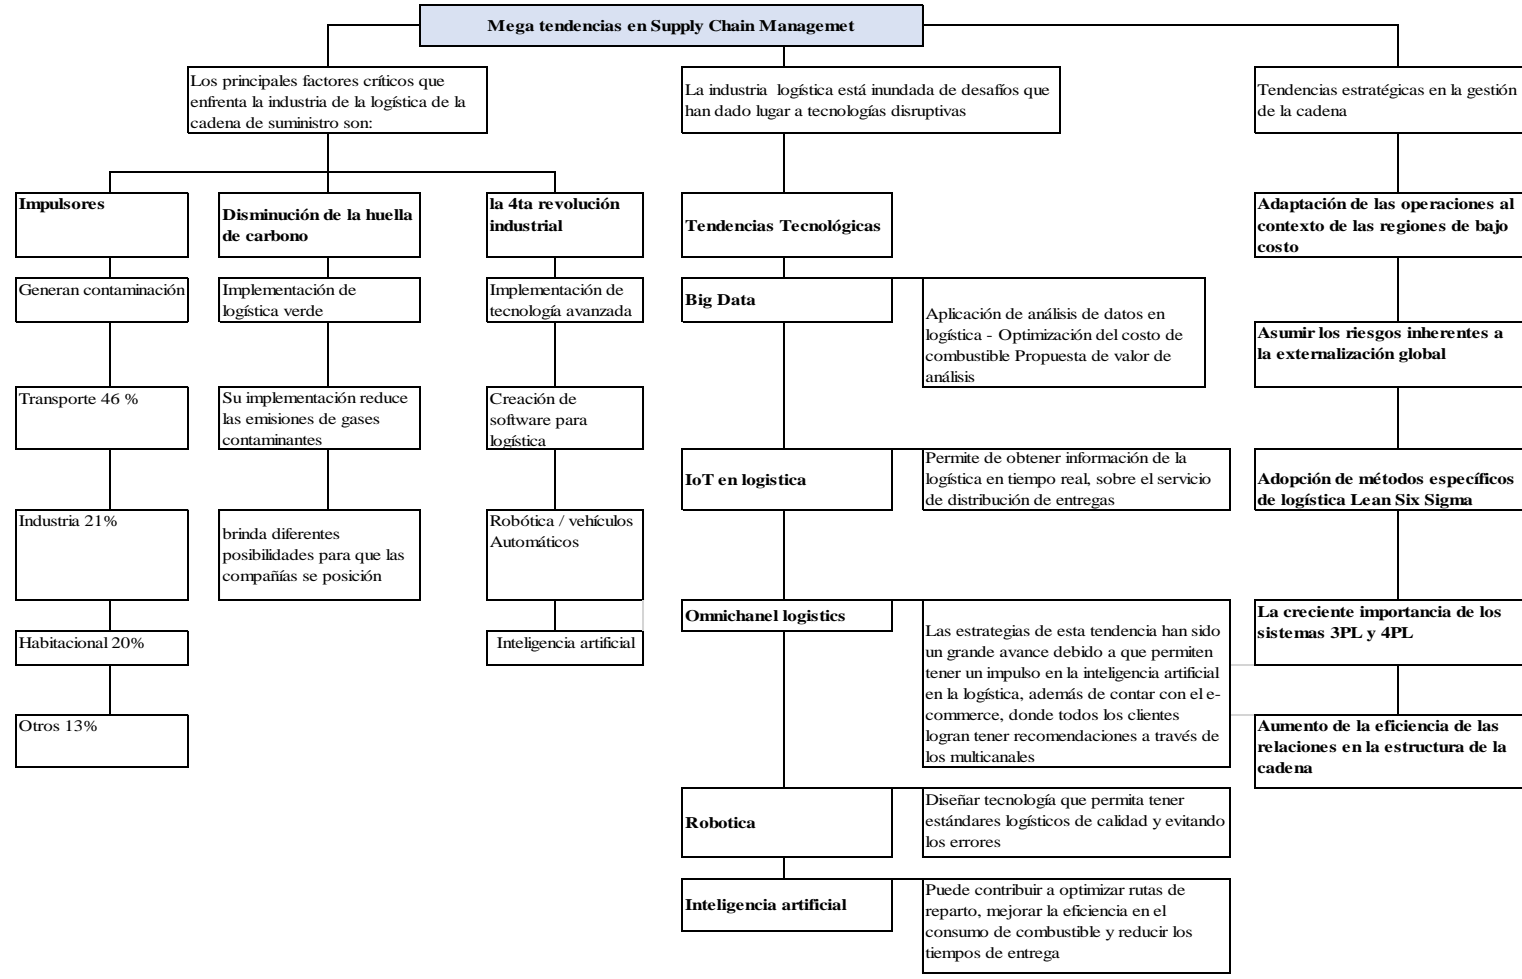 Mega tendencias en Supply Chain Managemet
Los principales factores críticos que
enfrenta la industria de la logística de la
cadena de suministro son:
Impulsores
Generan contaminación
Transporte 46 %
Industria 21%
Habitacional 20%
Otros 13%
Disminución de la huella
de carbono
Implementación de
logística verde
Su implementación reduce
las emisiones de gases
contaminantes
brinda diferentes
posibilidades para que las
compañías se posición
la 4ta revolución
industrial
Implementación de
tecnología avanzada
Creación de
software para
logística
Robótica / vehículos
Automáticos
Inteligencia artificial
La industria logística está inundada de desafíos que
han dado lugar a tecnologías disruptivas
Tendencias Tecnológicas
Big Data
Aplicación de análisis de datos en
logística - Optimización del costo de
combustible Propuesta de valor de
análisis
IoT en logistica
Permite de obtener información de la
logística en tiempo real, sobre el servicio
de distribución de entregas
Omnichanel logistics
Las estrategias de esta tendencia han sido
un grande avance debido a que permiten
tener un impulso en la inteligencia artificial
en la logística, además de contar con el e-
commerce, donde todos los clientes
logran tener recomendaciones a través de
los multicanales
Robotica
Diseñar tecnología que permita tener
estándares logísticos de calidad y evitando
los errores
Inteligencia artificial
Puede contribuir a optimizar rutas de
reparto, mejorar la eficiencia en el
consumo de combustible y reducir los
tiempos de entrega
Tendencias estratégicas en la gestión
de la cadena
Adaptación de las operaciones al
contexto de las regiones de bajo
costo
Asumir los riesgos inherentes a
la externalización global
Adopción de métodos específicos
de logística Lean Six Sigma
La creciente importancia de los
sistemas 3PL y 4PL
Aumento de la eficiencia de las
relaciones en la estructura de la
cadena